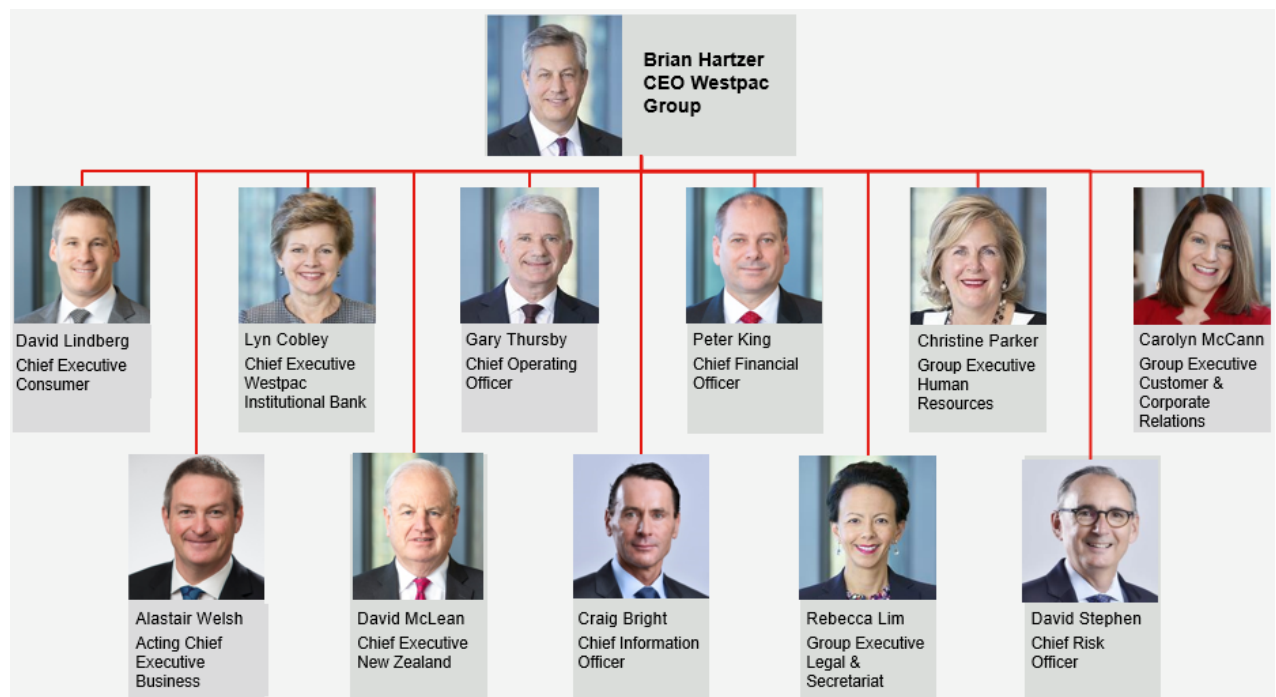 Brian Hartzer
CEO Westpac
Group
David Lindberg
Chief Executive
Consumer
Lyn Cobley
Chief Executive
Westpac
Institutional Bank
Gary Thursby
Chief Operating
Officer
Peter King
Chief Financial
Officer
Christine Parker
Group Executive
Human
Resources
Carolyn McCann
Group Executive
Customer &
Corporate
Relations
Alastair Welsh
Acting Chief
Executive
Business
David McLean
Chief Executive
New Zealand
Craig Bright
Chief Information
Officer
Rebecca Lim
Group Executive
Legal &
Secretariat
David Stephen
Chief Risk
Officer